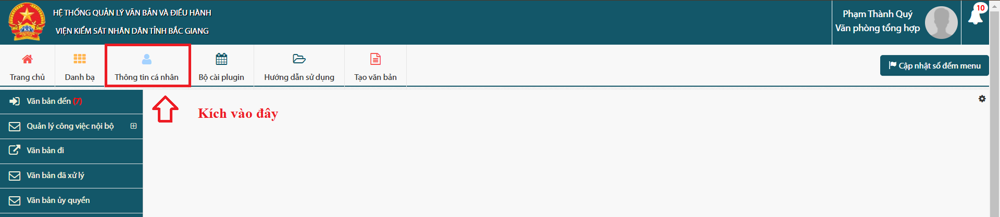 HỆ THỐNG QUẢN LÝ VĂN BẢN VÀ ĐIỀU HÀNH
VIỆN KIỂM SÁT NHÂN DÂN TỈNH BẮC GIANG
KS
Phạm Thành Quý
Văn phòng tổng hợp
10
Trang chủ
Danh bạ
Thông tin cá nhân
Bộ cài plugin
Hướng dẫn sử dụng
Tạo văn bản
Cập nhật số đếm menu
Văn bản đến (7)
Kích vào đây
Quản lý công việc nội bộ
Văn bản đi
Văn bản đã xử lý
Văn bản ủy quyền